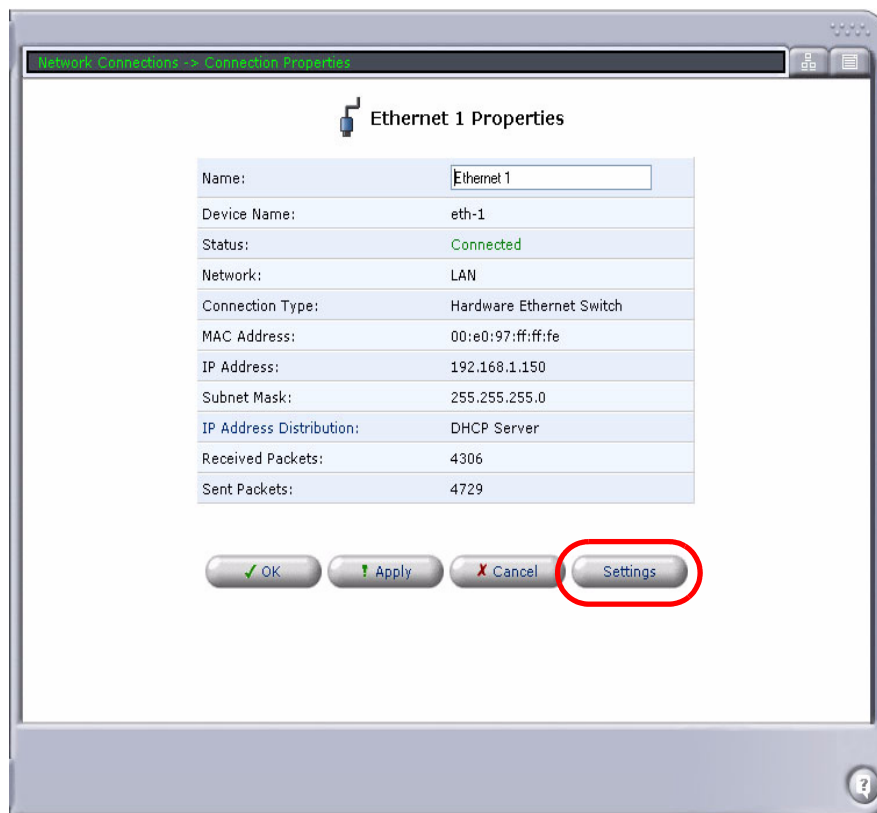 Network Connections -> Connection Properties
Ethernet 1 Properties
Name: Ethernet 1
Device Name: eth-1
Status: Connected
Network: LAN
Connection Type: Hardware Ethernet Switch
MAC Address: 00:e0:97:ff:ff:fe
IP Address: 192.168.1.150
Subnet Mask: 255.255.255.0
IP Address Distribution: DHCP Server
Received Packets: 4306
Sent Packets: 4729
✓ OK ! Apply ✗ Cancel Settings
?